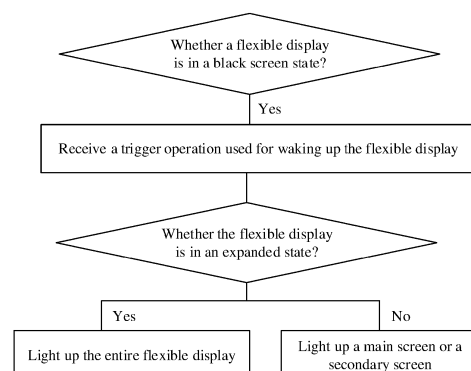 Whether a flexible display
is in a black screen state?
Yes
Receive a trigger operation used for waking up the flexible display
Whether the flexible display
is in an expanded state?
Yes
No
Light up the entire flexible display
Light up a main screen or a
secondary screen